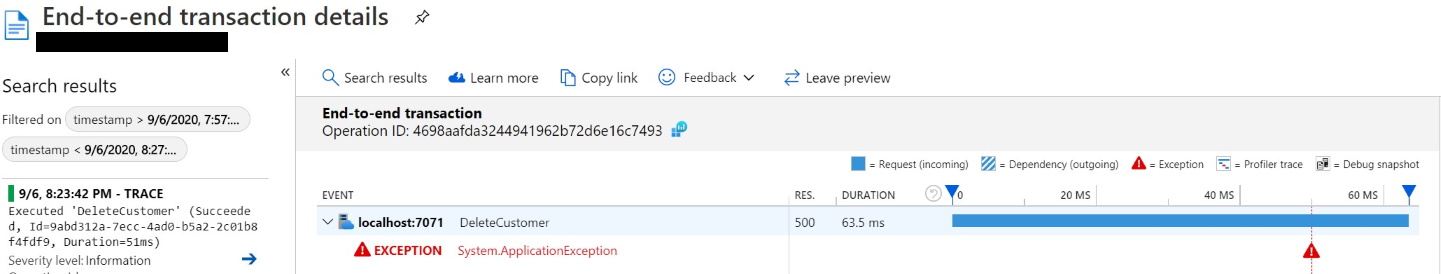 End-to-end transaction details
Search results
Filtered on timestamp > 9/6/2020, 7:57:...
timestamp < 9/6/2020, 8:27:...
9/6, 8:23:42 PM - TRACE
Executed 'DeleteCustomer' (Succeede
d, Id=9abd312a-7ecc-4ad0-b5a2-2c01b8
f4fdf9, Duration=51ms)
Severity level: Information
«
Search results Learn more Copy link Feedback Leave preview
End-to-end transaction
Operation ID: 4698aafda3244941962b72d6e16c7493
= Request (incoming) = Dependency (outgoing) = Exception = Profiler trace = Debug snapshot
EVENT RES. DURATION 0 20 MS 40 MS 60 MS
localhost:7071 DeleteCustomer 500 63.5 ms
EXCEPTION System.ApplicationException